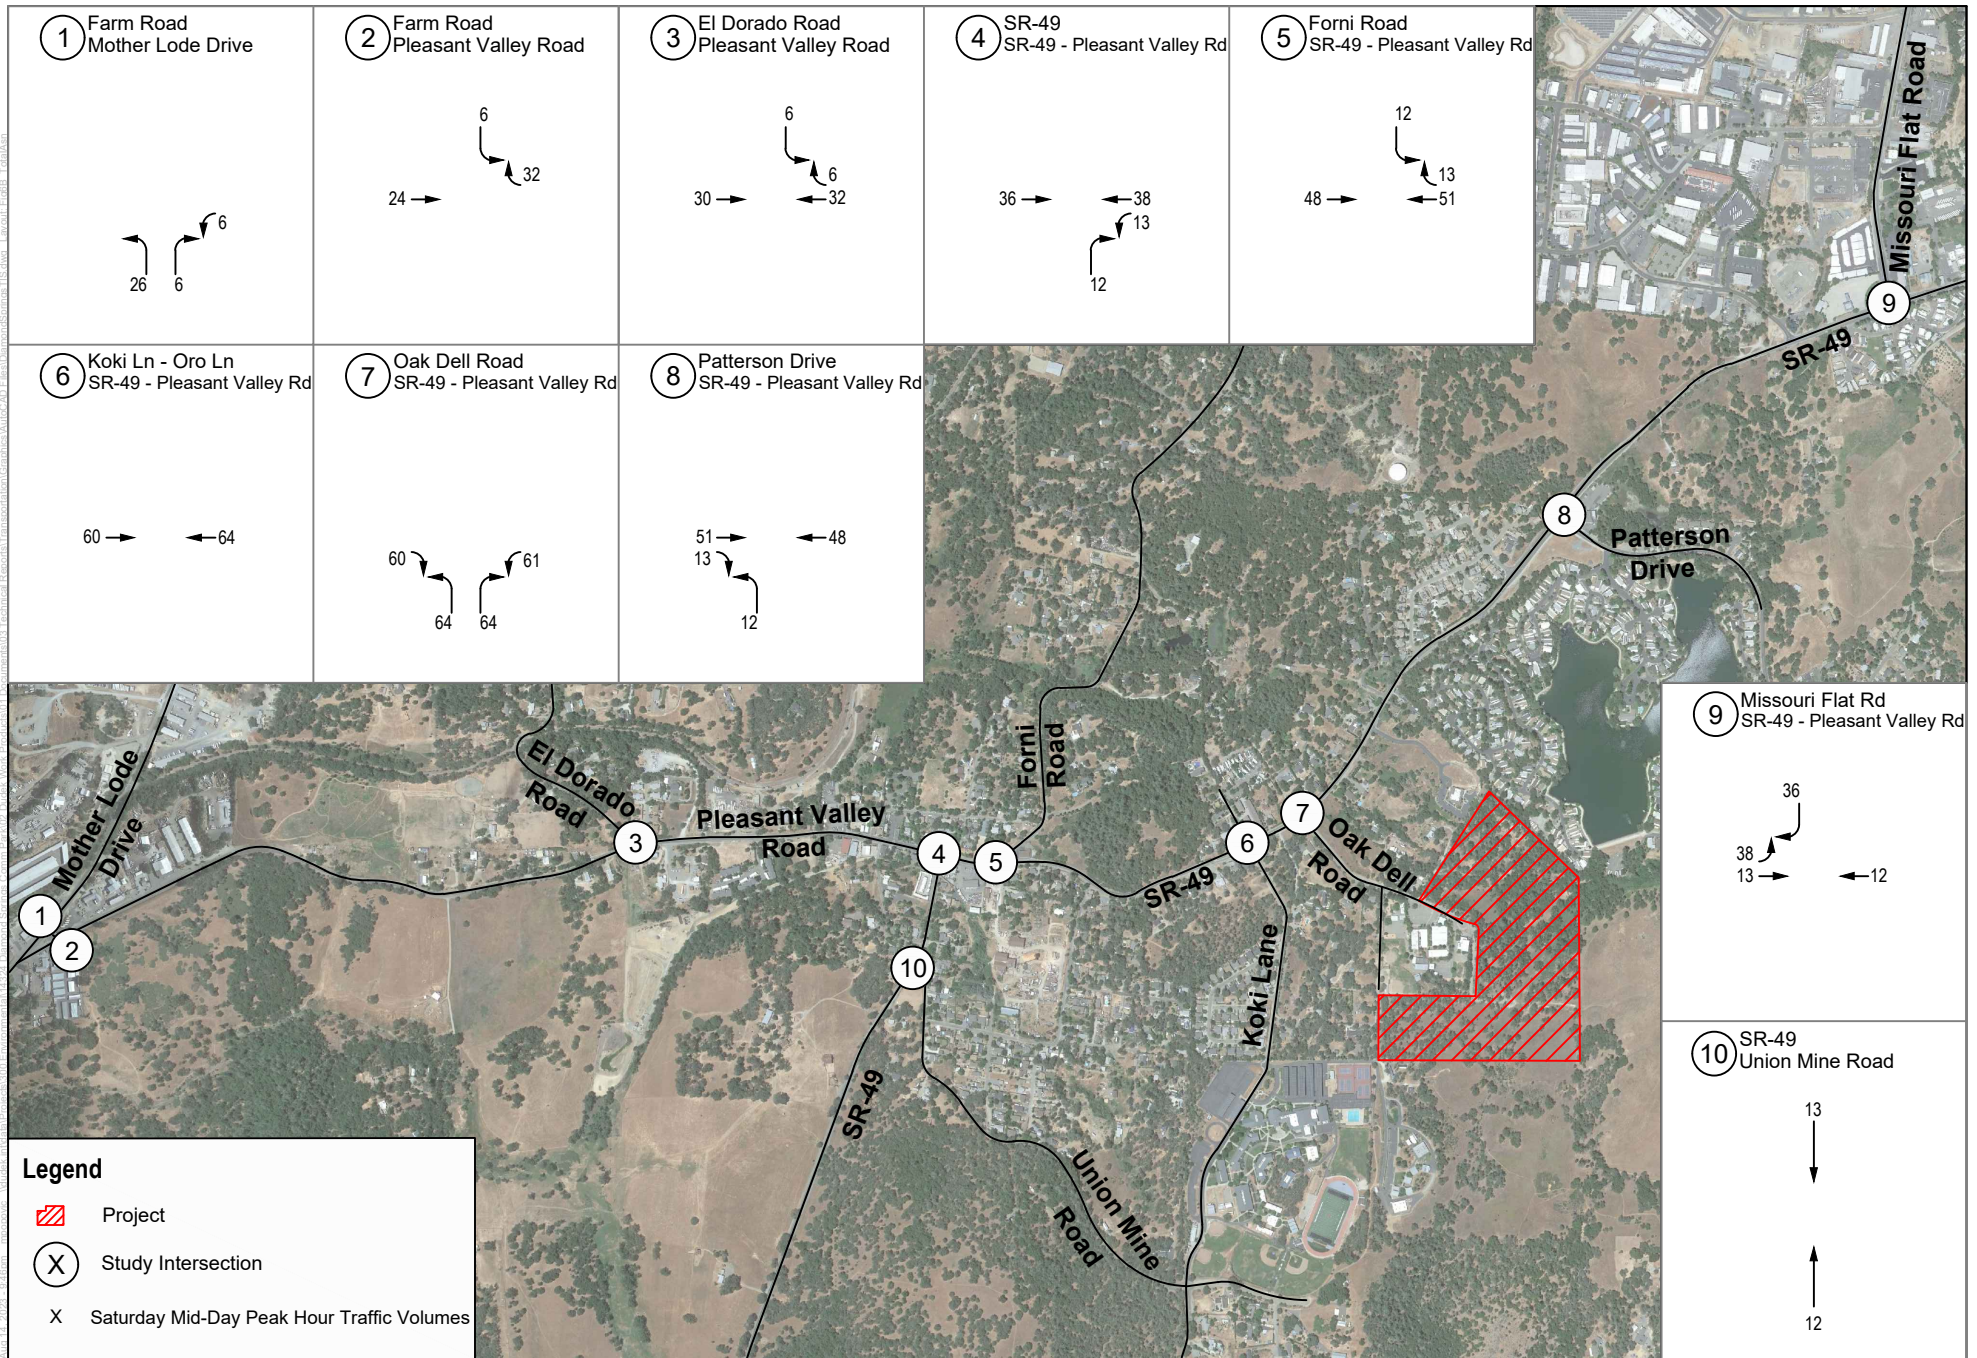 1
Farm Road
Mother Lode Drive
6
26
6
2
Farm Road
Pleasant Valley Road
6
32
24
3
El Dorado Road
Pleasant Valley Road
6
6
30
32
4
SR-49
SR-49 - Pleasant Valley Rd
36
38
13
12
5
Forni Road
SR-49 - Pleasant Valley Rd
12
13
48
51
6
Koki Ln - Oro Ln
SR-49 - Pleasant Valley Rd
60
64
7
Oak Dell Road
SR-49 - Pleasant Valley Rd
60
61
64
64
8
Patterson Drive
SR-49 - Pleasant Valley Rd
51
48
13
12
Missouri Flat Road
9
SR-49
8
Patterson
Drive
9
Missouri Flat Rd
SR-49 - Pleasant Valley Rd
36
38
13
12
10
SR-49
Union Mine Road
13
12
Mother Lode
Drive
1
2
El Dorado
Road
3
Pleasant Valley
Road
4
5
Forni
Road
SR-49
6
7
Oak Dell
Road
10
Koki Lane
SR-49
Union Mine
Road
Legend
Project
X
Study Intersection
X
Saturday Mid-Day Peak Hour Traffic Volumes